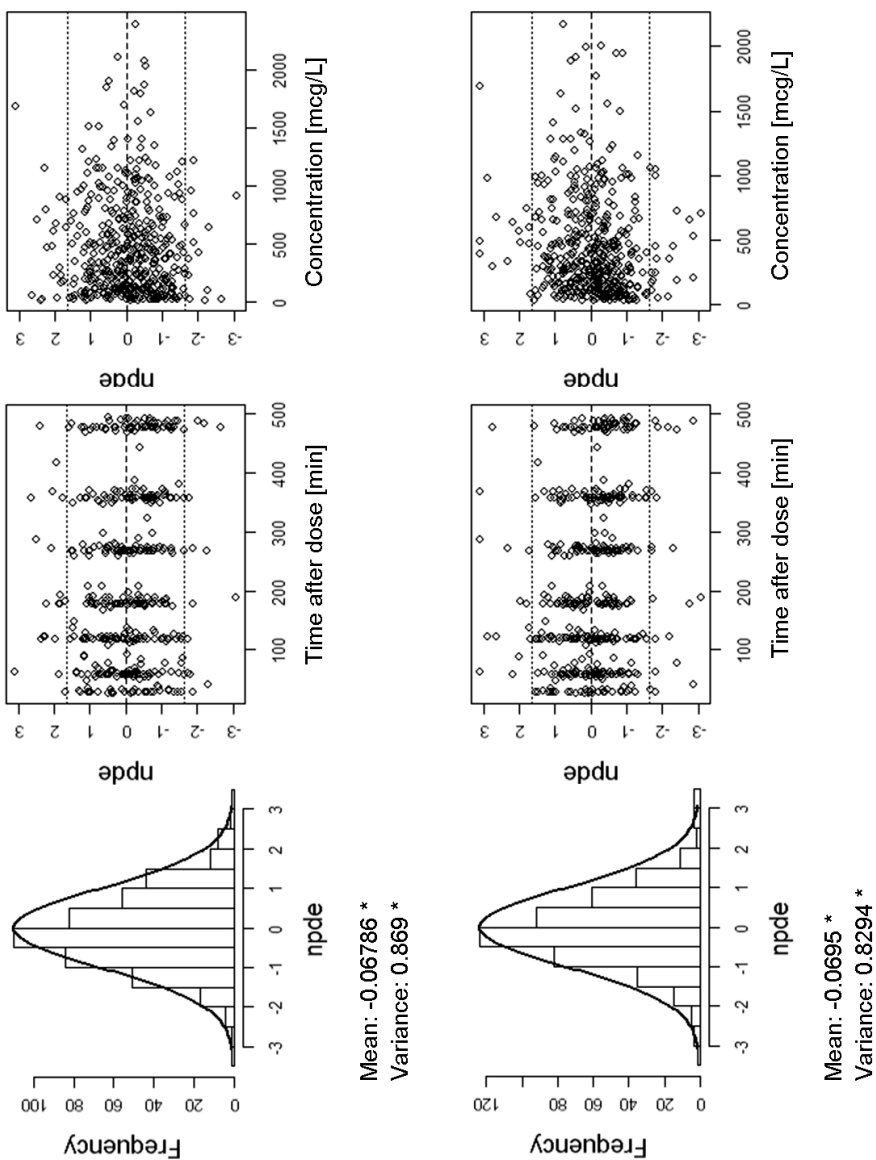 Frequency
0 20 40 60 80 100
-3 -2 -1 0 1 2 3
npde
npde
-3 -2 -1 0 1 2 3
100 200 300 400 500
Time after dose [min]
npde
-3 -2 -1 0 1 2 3
0 500 1000 1500 2000
Concentration [mcg/L]
Mean: -0.06786 *
Variance: 0.869 *
Frequency
0 20 40 60 80 120
-3 -2 -1 0 1 2 3
npde
npde
-3 -2 -1 0 1 2 3
100 200 300 400 500
Time after dose [min]
npde
-3 -2 -1 0 1 2 3
0 500 1000 1500 2000
Concentration [mcg/L]
Mean: -0.0695 *
Variance: 0.8294 *